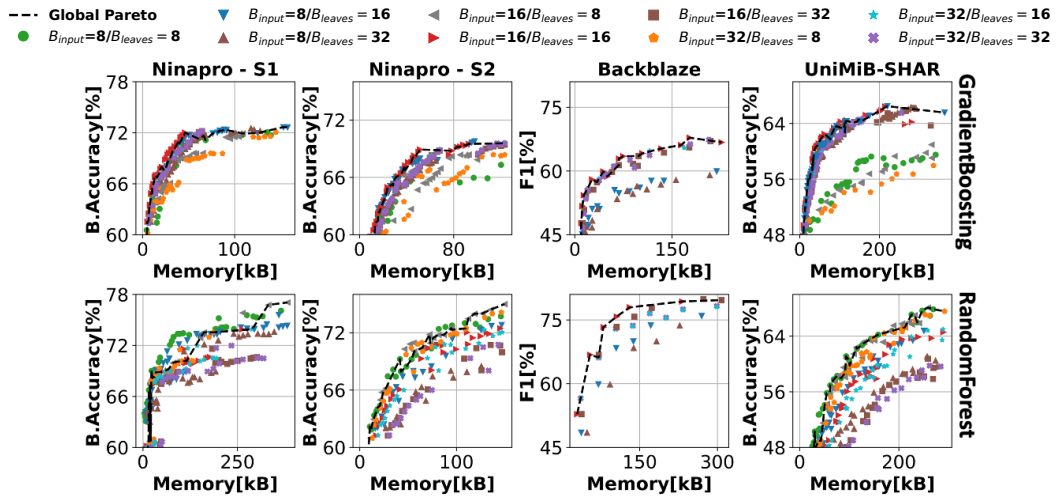 Global Pareto
B_input=8/B_leaves = 16
B_input=16/B_leaves = 8
B_input=16/B_leaves = 32
B_input=32/B_leaves = 16
B_input=8/B_leaves = 8
B_input=8/B_leaves = 32
B_input=16/B_leaves = 16
B_input=32/B_leaves = 8
B_input=32/B_leaves = 32
Ninapro - S1
Ninapro - S2
Backblaze
UniMiB-SHAR
B.Accuracy[%]
78
72
66
60
0
100
Memory[kB]
B.Accuracy[%]
78
72
66
60
0
80
Memory[kB]
F1[%]
75
60
45
0
150
Memory[kB]
B.Accuracy[%]
64
56
48
0
200
Memory[kB]
GradientBoosting
B.Accuracy[%]
78
72
66
60
0
250
Memory[kB]
B.Accuracy[%]
72
66
60
100
Memory[kB]
F1[%]
75
60
45
150
300
Memory[kB]
B.Accuracy[%]
64
56
48
0
200
Memory[kB]
RandomForest